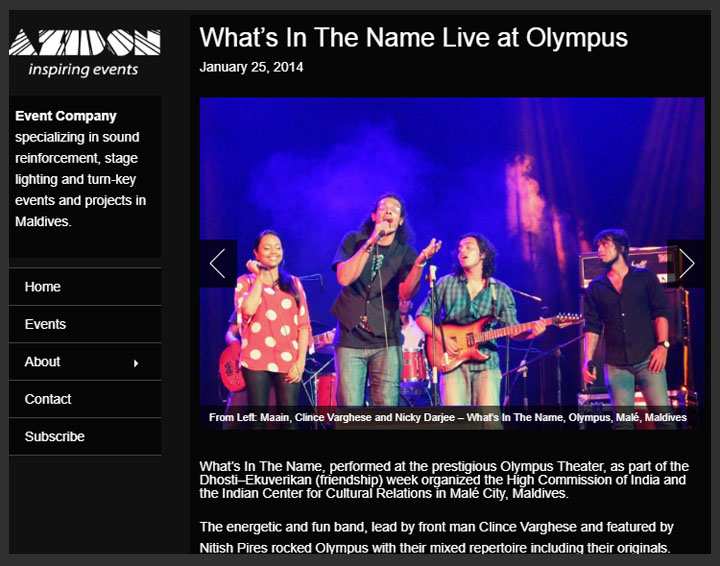 AZIDON
inspiring events
Event Company
specializing in sound
reinforcement, stage
lighting and turn-key
events and projects in
Maldives.
Home
Events
About
Contact
Subscribe
What's In The Name Live at Olympus
January 25, 2014
From Left: Maain, Clince Varghese and Nicky Darjee – What's In The Name, Olympus, Malé, Maldives
What's In The Name, performed at the prestigious Olympus Theater, as part of the
Dhosti–Ekuverikan (friendship) week organized the High Commission of India and
the Indian Center for Cultural Relations in Malé City, Maldives.
The energetic and fun band, lead by front man Clince Varghese and featured by
Nitish Pires rocked Olympus with their mixed repertoire including their originals.